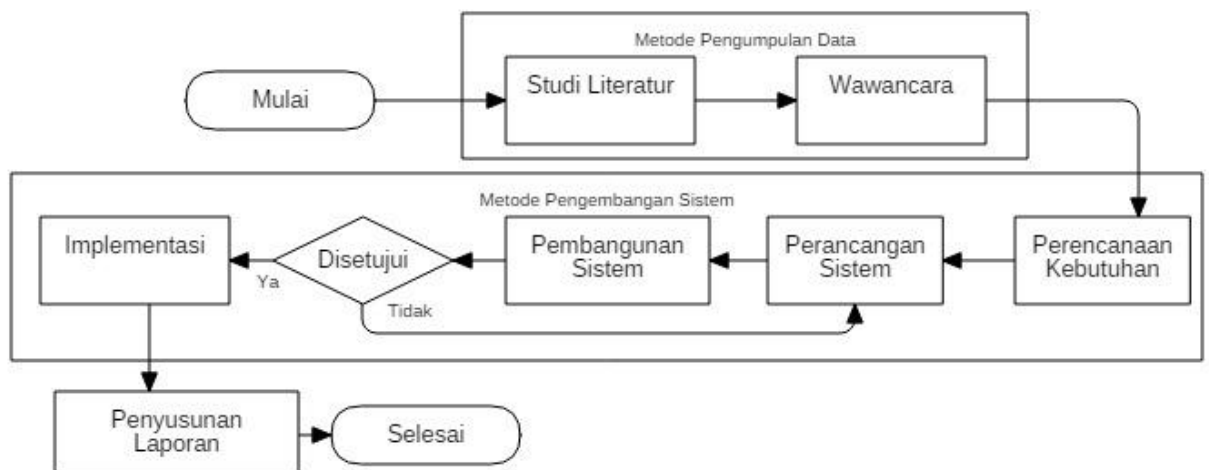 Metode Pengumpulan Data
Mulai
Studi Literatur
Wawancara
Metode Pengembangan Sistem
Perencanaan
Kebutuhan
Perancangan
Sistem
Pembangunan
Sistem
Disetujui
Ya
Tidak
Implementasi
Penyusunan
Laporan
Selesai